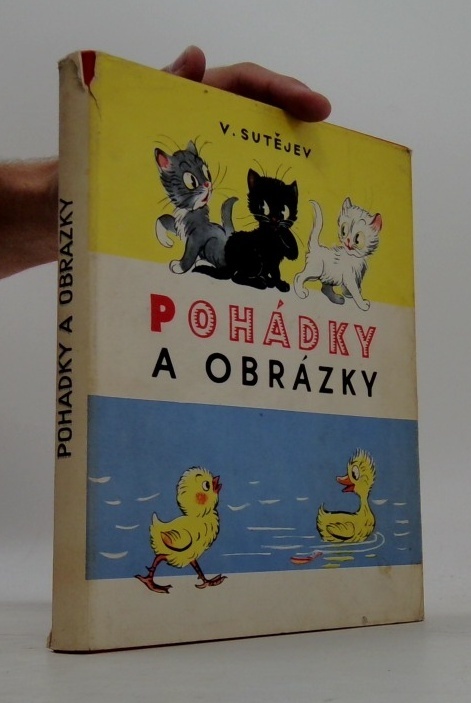 V. SUTĚJEV
POHÁDKY
A OBRÁZKY
POHADKY A OBRÁZKY